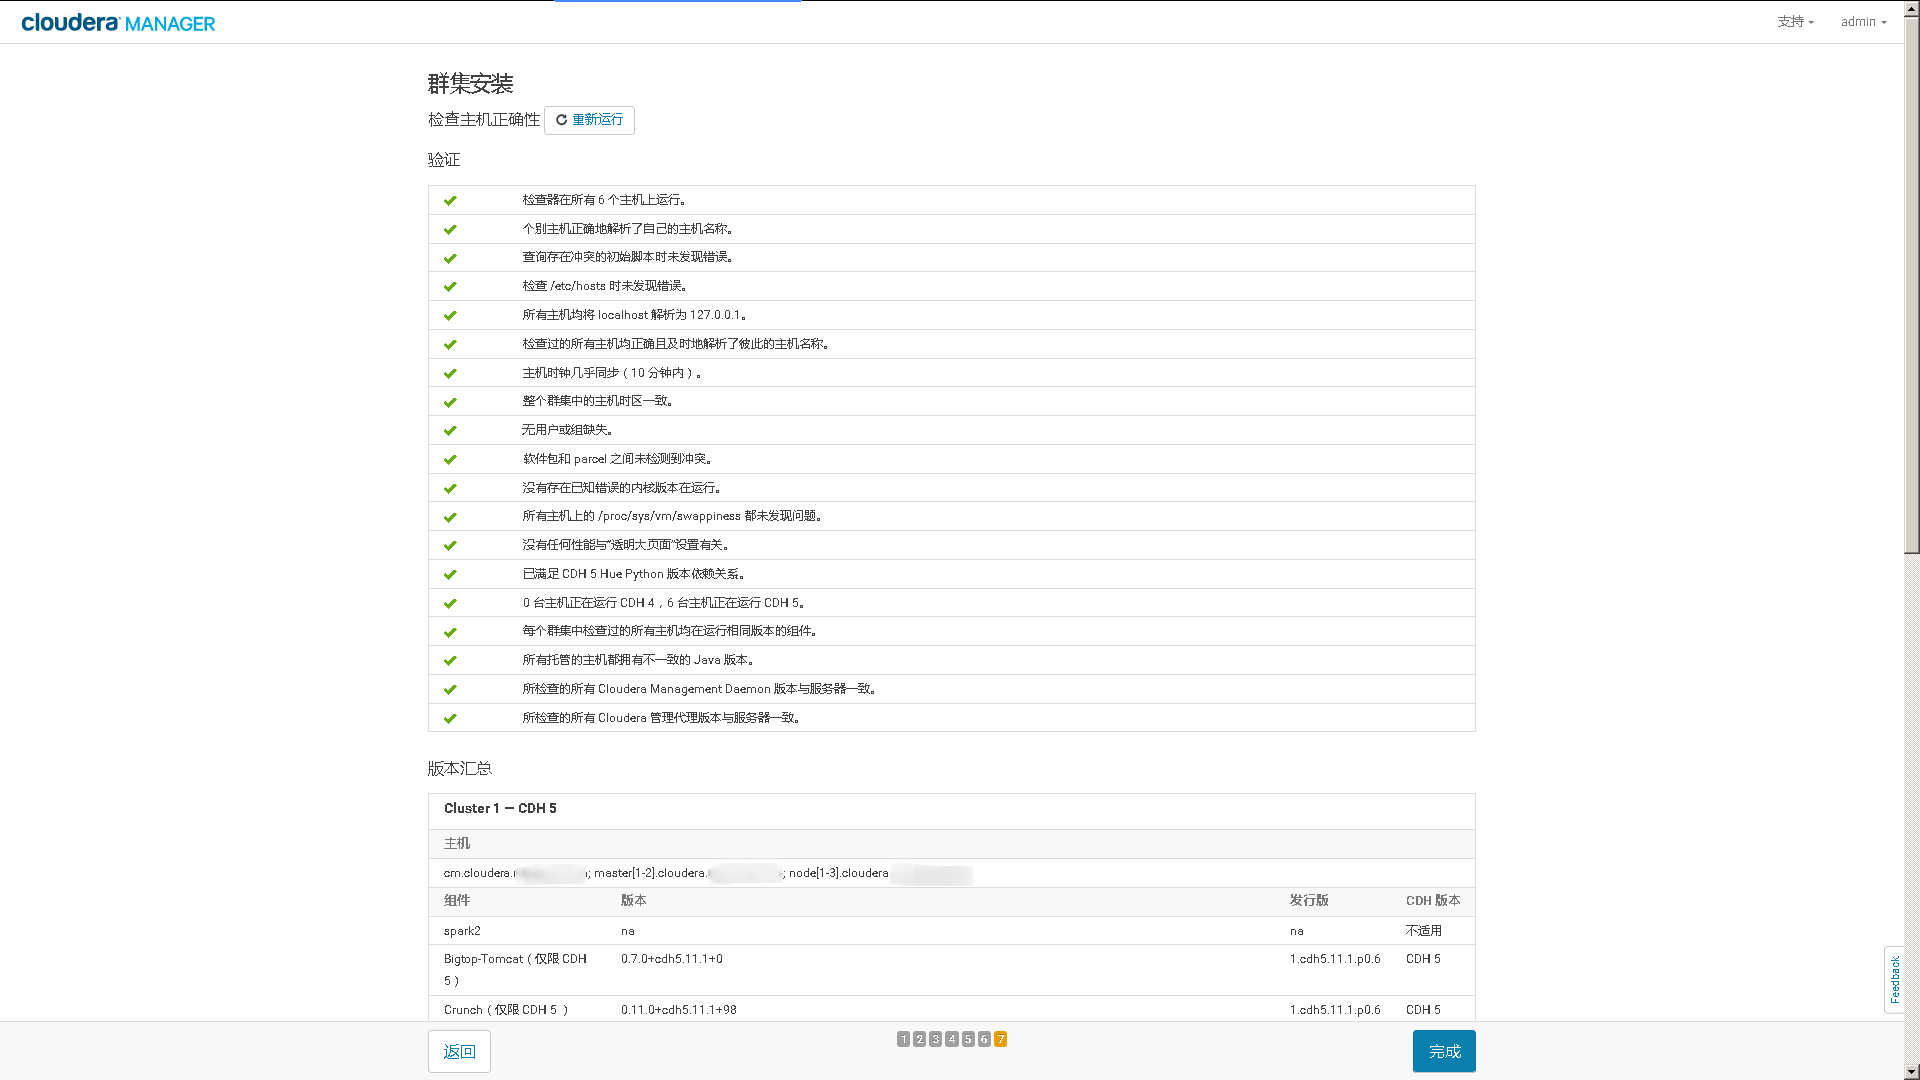 cloudera MANAGER
支持
admin
群集安装
检查主机正确性 重新运行
验证
检查器在所有 6 个主机上运行。
个别主机正确地解析了自己的主机名称。
查询存在冲突的初始脚本时未发现错误。
检查 /etc/hosts 时未发现错误。
所有主机均将 localhost 解析为 127.0.0.1。
检查过的所有主机均正确且及时地解析了彼此的主机名称。
主机时钟几乎同步（10 分钟内）。
整个群集中的主机时区一致。
无用户或组缺失。
软件包和 parcel 之间未检测到冲突。
没有存在已知错误的内核版本在运行。
所有主机上的 /proc/sys/vm/swappiness 都未发现问题。
没有任何性能与“透明大页面”设置有关。
已满足 CDH 5 Hue Python 版本依赖关系。
0 台主机正在运行 CDH 4，6 台主机正在运行 CDH 5。
每个群集中检查过的所有主机均在运行相同版本的组件。
所有托管的主机都拥有不一致的 Java 版本。
所检查的所有 Cloudera Management Daemon 版本与服务器一致。
所检查的所有 Cloudera 管理代理版本与服务器一致。
版本汇总
Cluster 1 — CDH 5
主机
cm.cloudera. ; master[1-2].cloudera. ; node[1-3].cloudera
组件 版本 发行版 CDH 版本
spark2 na na 不适用
Bigtop-Tomcat（仅限 CDH 5） 0.7.0+cdh5.11.1+0 1.cdh5.11.1.p0.6 CDH 5
Crunch（仅限 CDH 5 ） 0.11.0+cdh5.11.1+98 1.cdh5.11.1.p0.6 CDH 5
Feedback
返回
1 2 3 4 5 6 7
完成